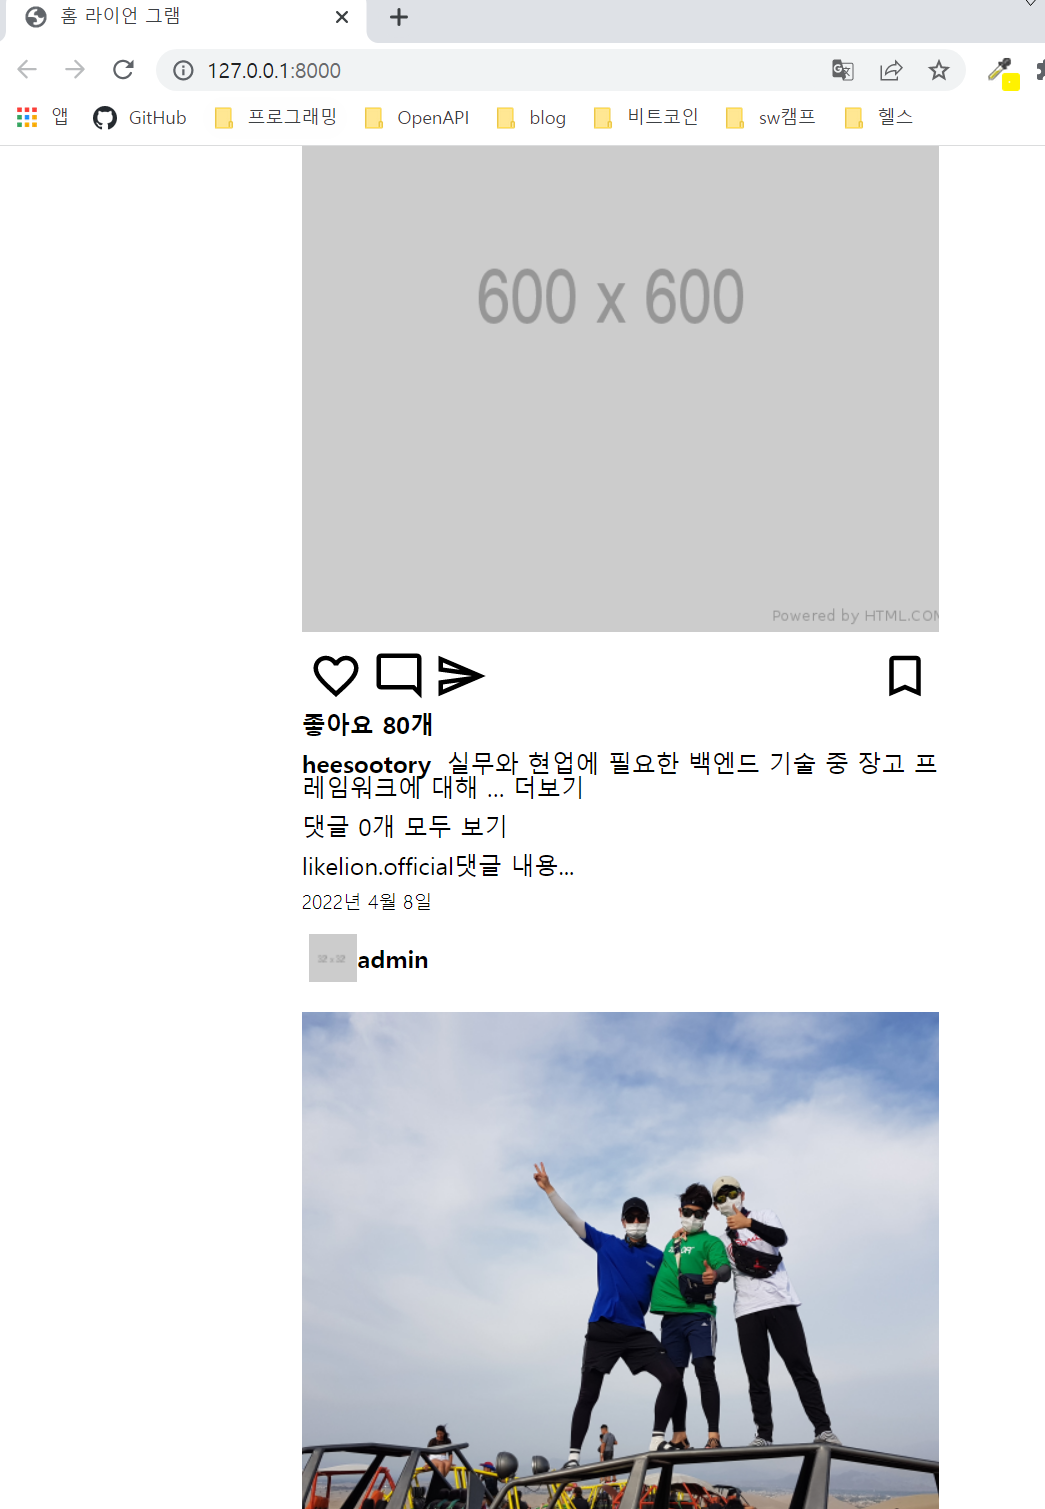 홈 라이언 그램
127.0.0.1:8000
앱 GitHub 프로그래밍 OpenAPI blog 비트코인 sw캠프 헬스
600 x 600
Powered by HTML.COM
좋아요 80개
heesootory 실무와 현업에 필요한 백엔드 기술 중 장고 프
레임워크에 대해 ... 더보기
댓글 0개 모두 보기
likelion.official댓글 내용...
2022년 4월 8일
32 x 32
admin